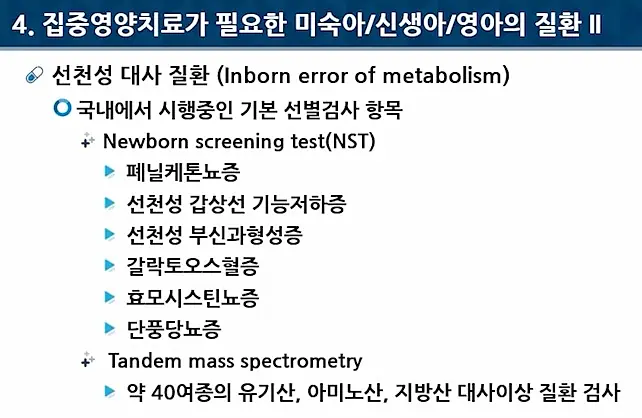 4. 집중영양치료가 필요한 미숙아/신생아/영아의 질환 II
선천성 대사 질환 (Inborn error of metabolism)
국내에서 시행중인 기본 선별검사 항목
Newborn screening test(NST)
폐닐케톤뇨증
선천성 갑상선 기능저하증
선천성 부신과형성증
갈락토오스혈증
효모시스틴뇨증
단풍당뇨증
Tandem mass spectrometry
약 40여종의 유기산, 아미노산, 지방산 대사이상 질환 검사